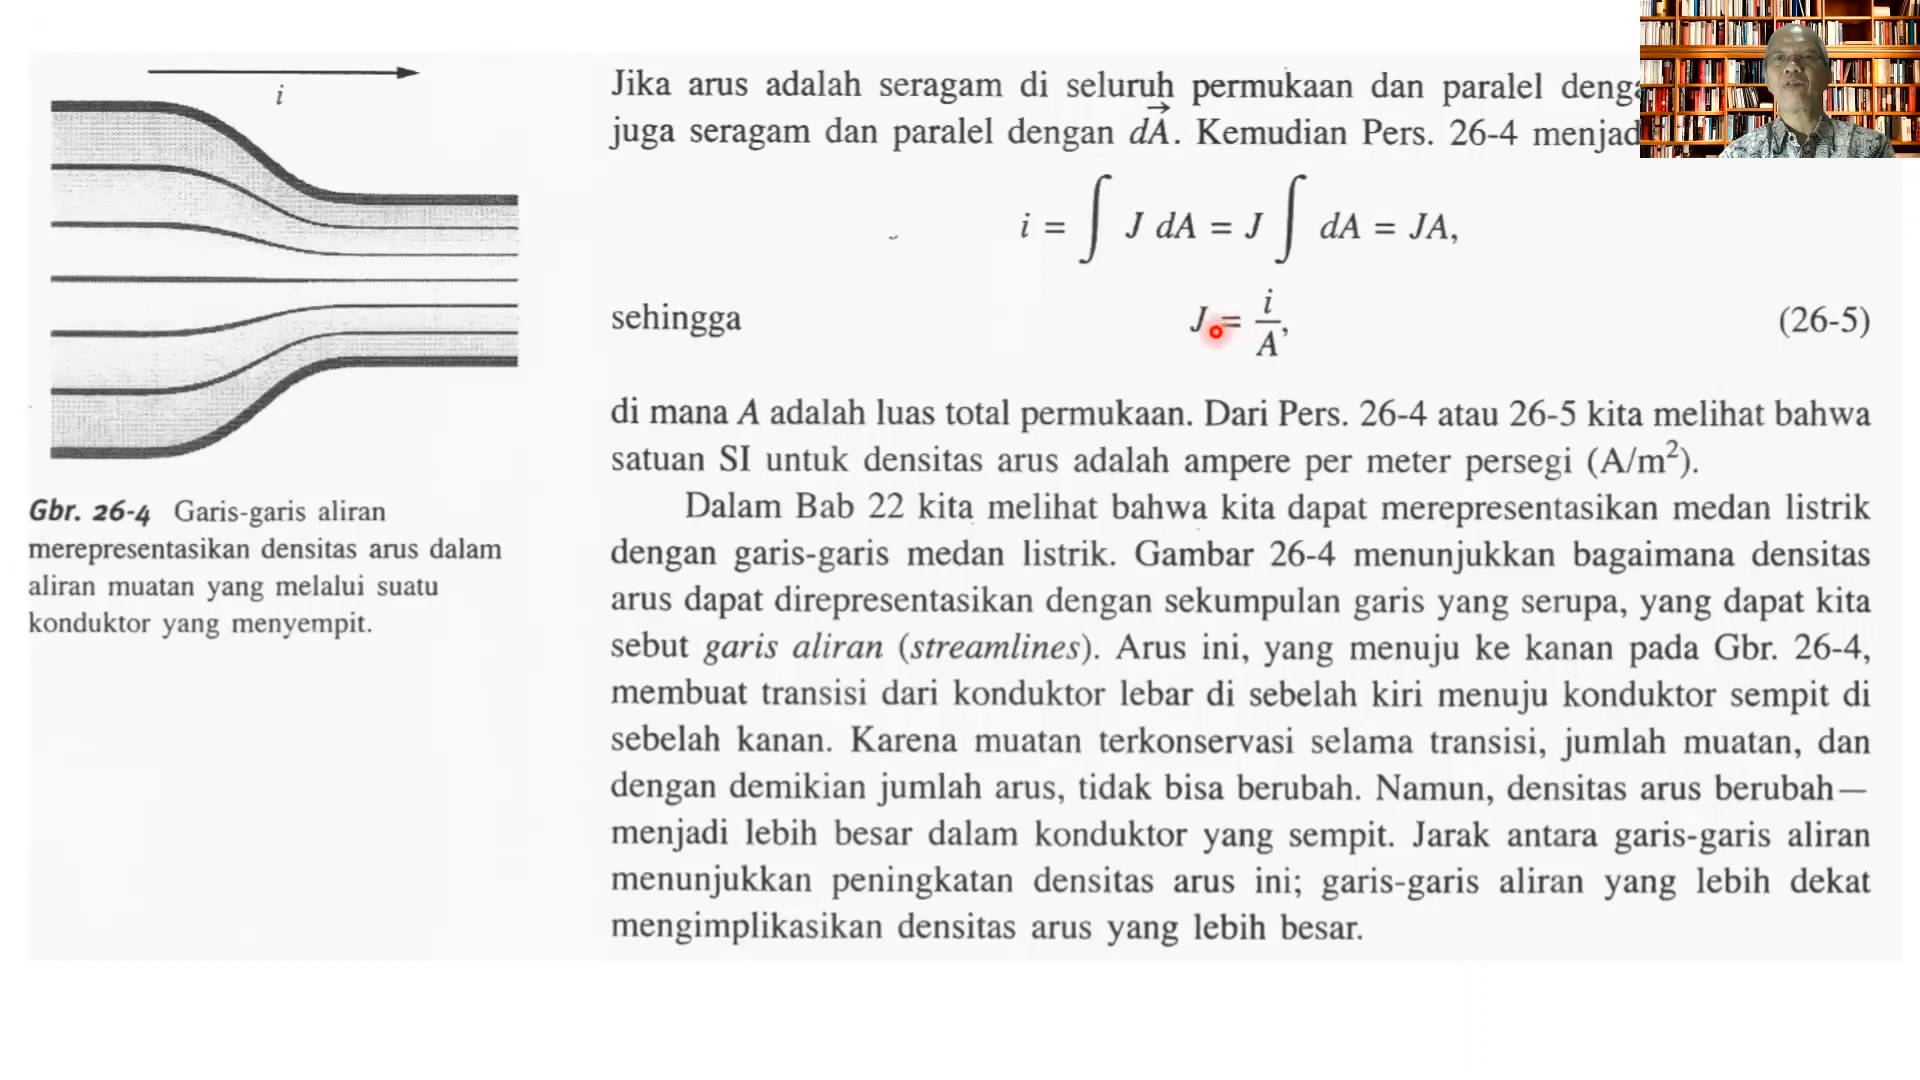 i
Jika arus adalah seragam di seluruh permukaan dan paralel
juga seragam dan paralel dengan dA⃗. Kemudian Pers. 26-4
i = ∫ J dA = J ∫ dA = JA,
sehingga
J = i/A,
(26-5)
di mana A adalah luas total permukaan. Dari Pers. 26-4 atau 26-5 kita melihat bahwa
satuan SI untuk densitas arus adalah ampere per meter persegi (A/m²).
Dalam Bab 22 kita melihat bahwa kita dapat merepresentasikan medan listrik
dengan garis-garis medan listrik. Gambar 26-4 menunjukkan bagaimana densitas
arus dapat direpresentasikan dengan sekumpulan garis yang serupa, yang dapat kita
sebut garis aliran (streamlines). Arus ini, yang menuju ke kanan pada Gbr. 26-4,
membuat transisi dari konduktor lebar di sebelah kiri menuju konduktor sempit di
sebelah kanan. Karena muatan terkonservasi selama transisi, jumlah muatan, dan
dengan demikian jumlah arus, tidak bisa berubah. Namun, densitas arus berubah—
menjadi lebih besar dalam konduktor yang sempit. Jarak antara garis-garis aliran
menunjukkan peningkatan densitas arus ini; garis-garis aliran yang lebih dekat
mengimplikasikan densitas arus yang lebih besar.
Gbr. 26-4 Garis-garis aliran
merepresentasikan densitas arus dalam
aliran muatan yang melalui suatu
konduktor yang menyempit.